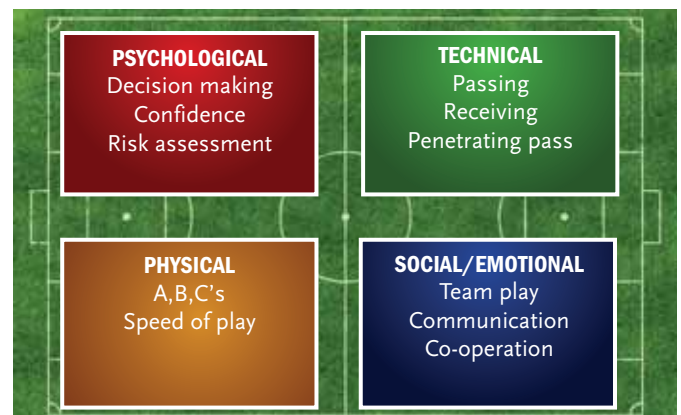 PSYCHOLOGICAL
Decision making
Confidence
Risk assessment
TECHNICAL
Passing
Receiving
Penetrating pass
PHYSICAL
A,B,C's
Speed of play
SOCIAL/EMOTIONAL
Team play
Communication
Co-operation